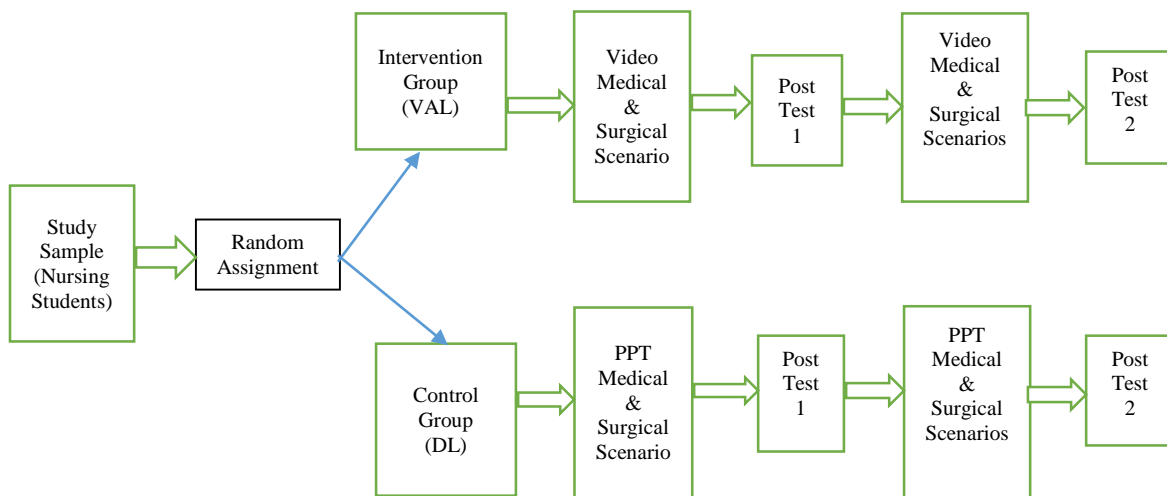 Study
Sample
(Nursing
Students)
Random
Assignment
Intervention
Group
(VAL)
Video
Medical
&
Surgical
Scenario
Post
Test
1
Video
Medical
&
Surgical
Scenarios
Post
Test
2
Control
Group
(DL)
PPT
Medical
&
Surgical
Scenario
Post
Test
1
PPT
Medical
&
Surgical
Scenarios
Post
Test
2